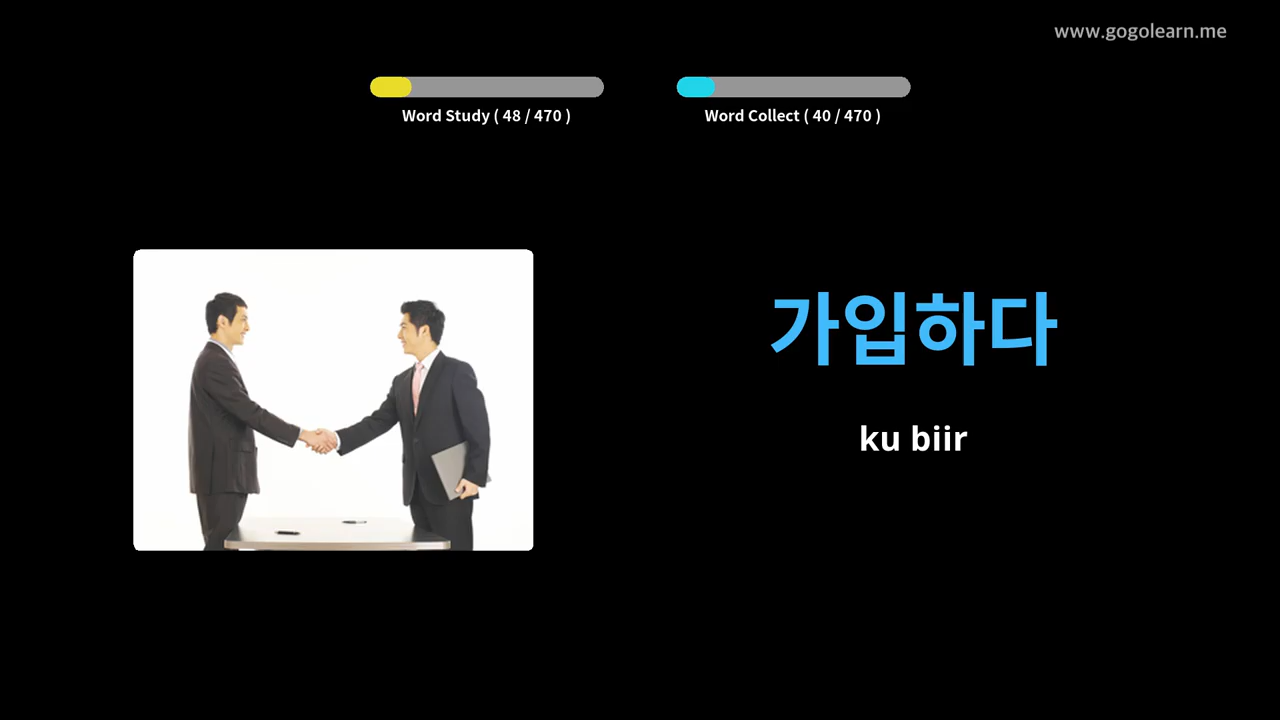 www.gogolearn.me
Word Study ( 48 / 470 )
Word Collect ( 40 / 470 )
가입하다
ku biir